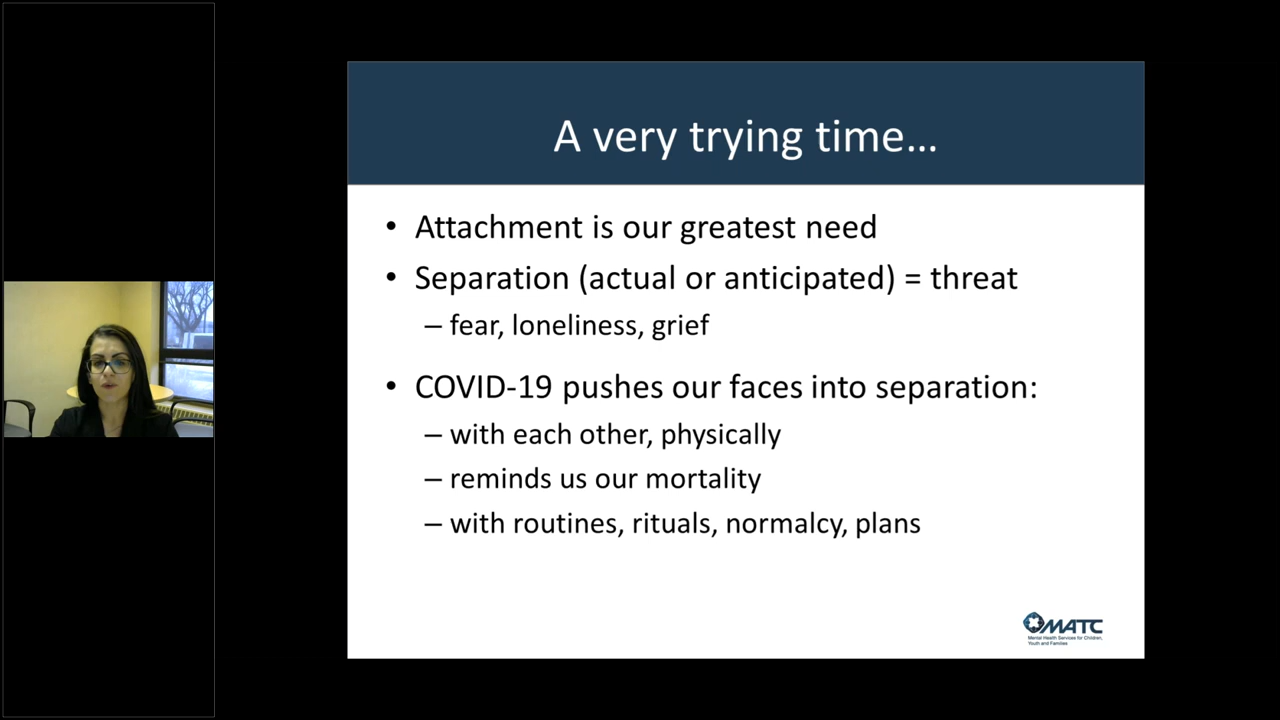 A very trying time...
• Attachment is our greatest need
• Separation (actual or anticipated) = threat
– fear, loneliness, grief
• COVID-19 pushes our faces into separation:
– with each other, physically
– reminds us our mortality
– with routines, rituals, normalcy, plans
MATC
Mental Health Services for Children,
Youth and Families